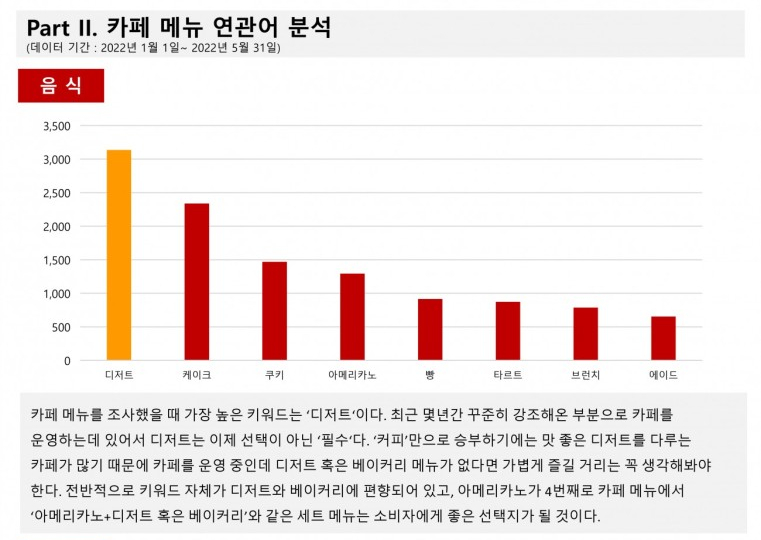 Part II. 카페 메뉴 연관어 분석
(데이터 기간 : 2022년 1월 1일~ 2022년 5월 31일)
음 식
3,500
3,000
2,500
2,000
1,500
1,000
500
0
디저트 케이크 쿠키 아메리카노 빵 타르트 브런치 에이드
카페 메뉴를 조사했을 때 가장 높은 키워드는 ‘디저트‘이다. 최근 몇년간 꾸준히 강조해온 부분으로 카페를
운영하는데 있어서 디저트는 이제 선택이 아닌 ‘필수’다. ‘커피’만으로 승부하기에는 맛 좋은 디저트를 다루는
카페가 많기 때문에 카페를 운영 중인데 디저트 혹은 베이커리 메뉴가 없다면 가볍게 즐길 거리는 꼭 생각해봐야
한다. 전반적으로 키워드 자체가 디저트와 베이커리에 편향되어 있고, 아메리카노가 4번째로 카페 메뉴에서
‘아메리카노+디저트 혹은 베이커리’와 같은 세트 메뉴는 소비자에게 좋은 선택지가 될 것이다.